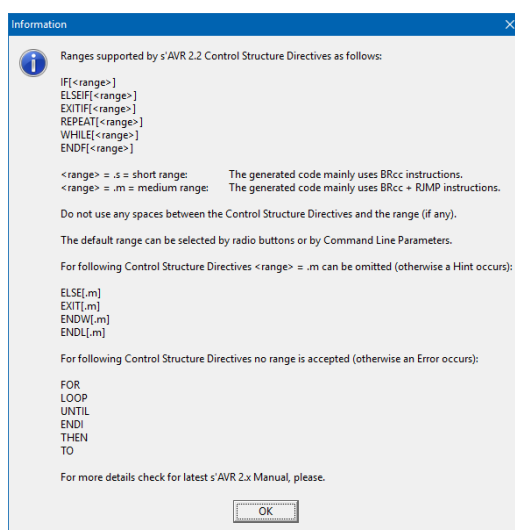 Information
Ranges supported by s'AVR 2.2 Control Structure Directives as follows:
IF[<range>]
ELSEIF[<range>]
EXITIF[<range>]
REPEAT[<range>]
WHILE[<range>]
ENDF[<range>]
<range> = .s = short range: The generated code mainly uses BRcc instructions.
<range> = .m = medium range: The generated code mainly uses BRcc + RJMP instructions.
Do not use any spaces between the Control Structure Directives and the range (if any).
The default range can be selected by radio buttons or by Command Line Parameters.
For following Control Structure Directives <range> = .m can be omitted (otherwise a Hint occurs):
ELSE[.m]
EXIT[.m]
ENDW[.m]
ENDL[.m]
For following Control Structure Directives no range is accepted (otherwise an Error occurs):
FOR
LOOP
UNTIL
ENDI
THEN
TO
For more details check for latest s'AVR 2.x Manual, please.
OK